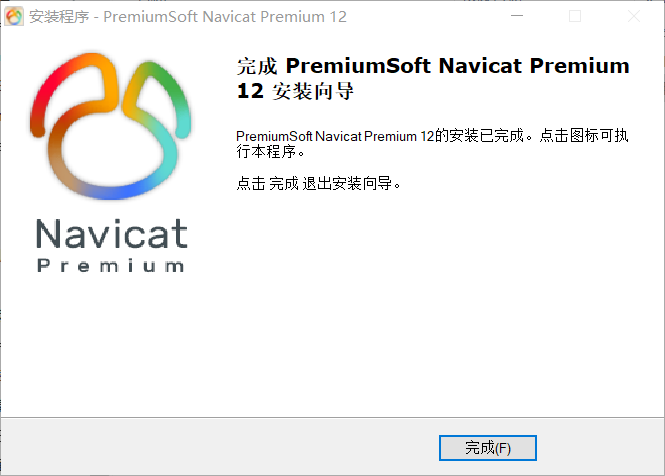 安装程序 - PremiumSoft Navicat Premium 12
完成 PremiumSoft Navicat Premium
12 安装向导
PremiumSoft Navicat Premium 12的安装已完成。点击图标可执
行本程序。
点击 完成 退出安装向导。
Navicat
Premium
完成(F)